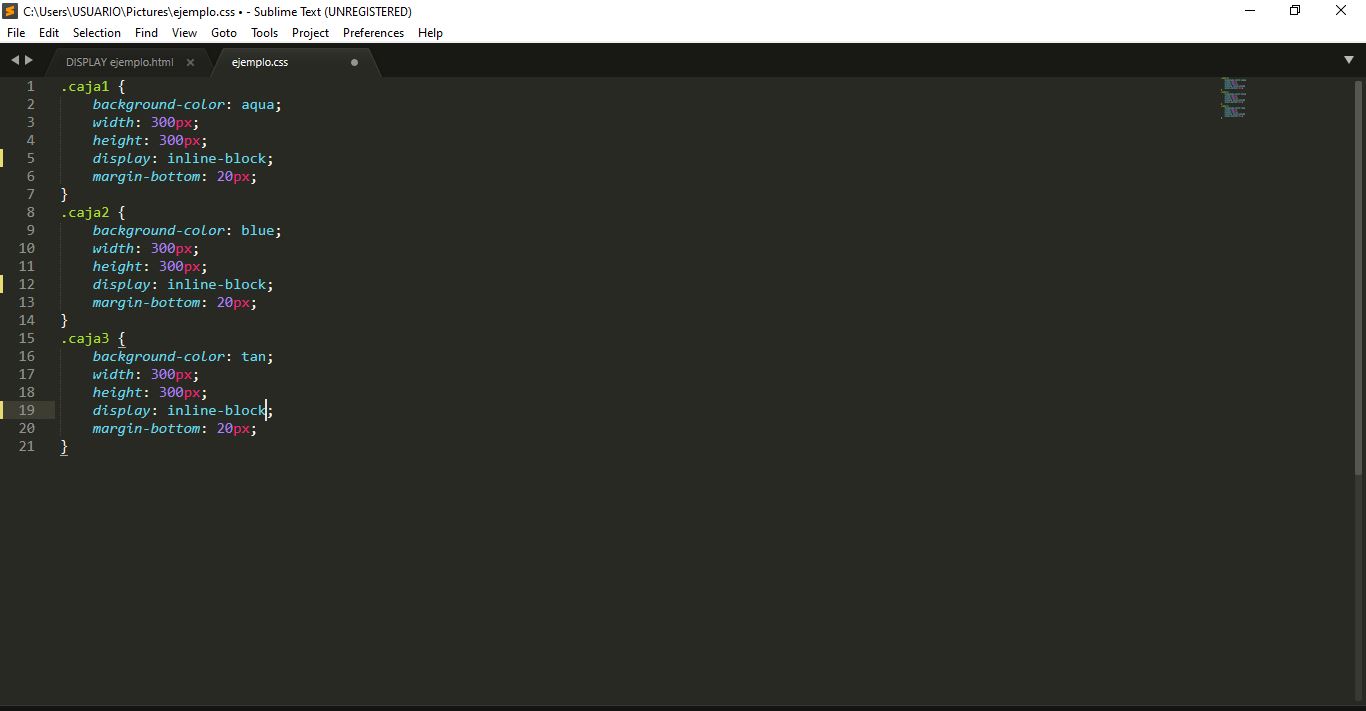 C:\Users\USUARIO\Pictures\ejemplo.css • - Sublime Text (UNREGISTERED)
File Edit Selection Find View Goto Tools Project Preferences Help
DISPLAY ejemplo.html × ejemplo.css
1 .caja1 {
2 background-color: aqua;
3 width: 300px;
4 height: 300px;
5 display: inline-block;
6 margin-bottom: 20px;
7 }
8 .caja2 {
9 background-color: blue;
10 width: 300px;
11 height: 300px;
12 display: inline-block;
13 margin-bottom: 20px;
14 }
15 .caja3 {
16 background-color: tan;
17 width: 300px;
18 height: 300px;
19 display: inline-block;
20 margin-bottom: 20px;
21 }